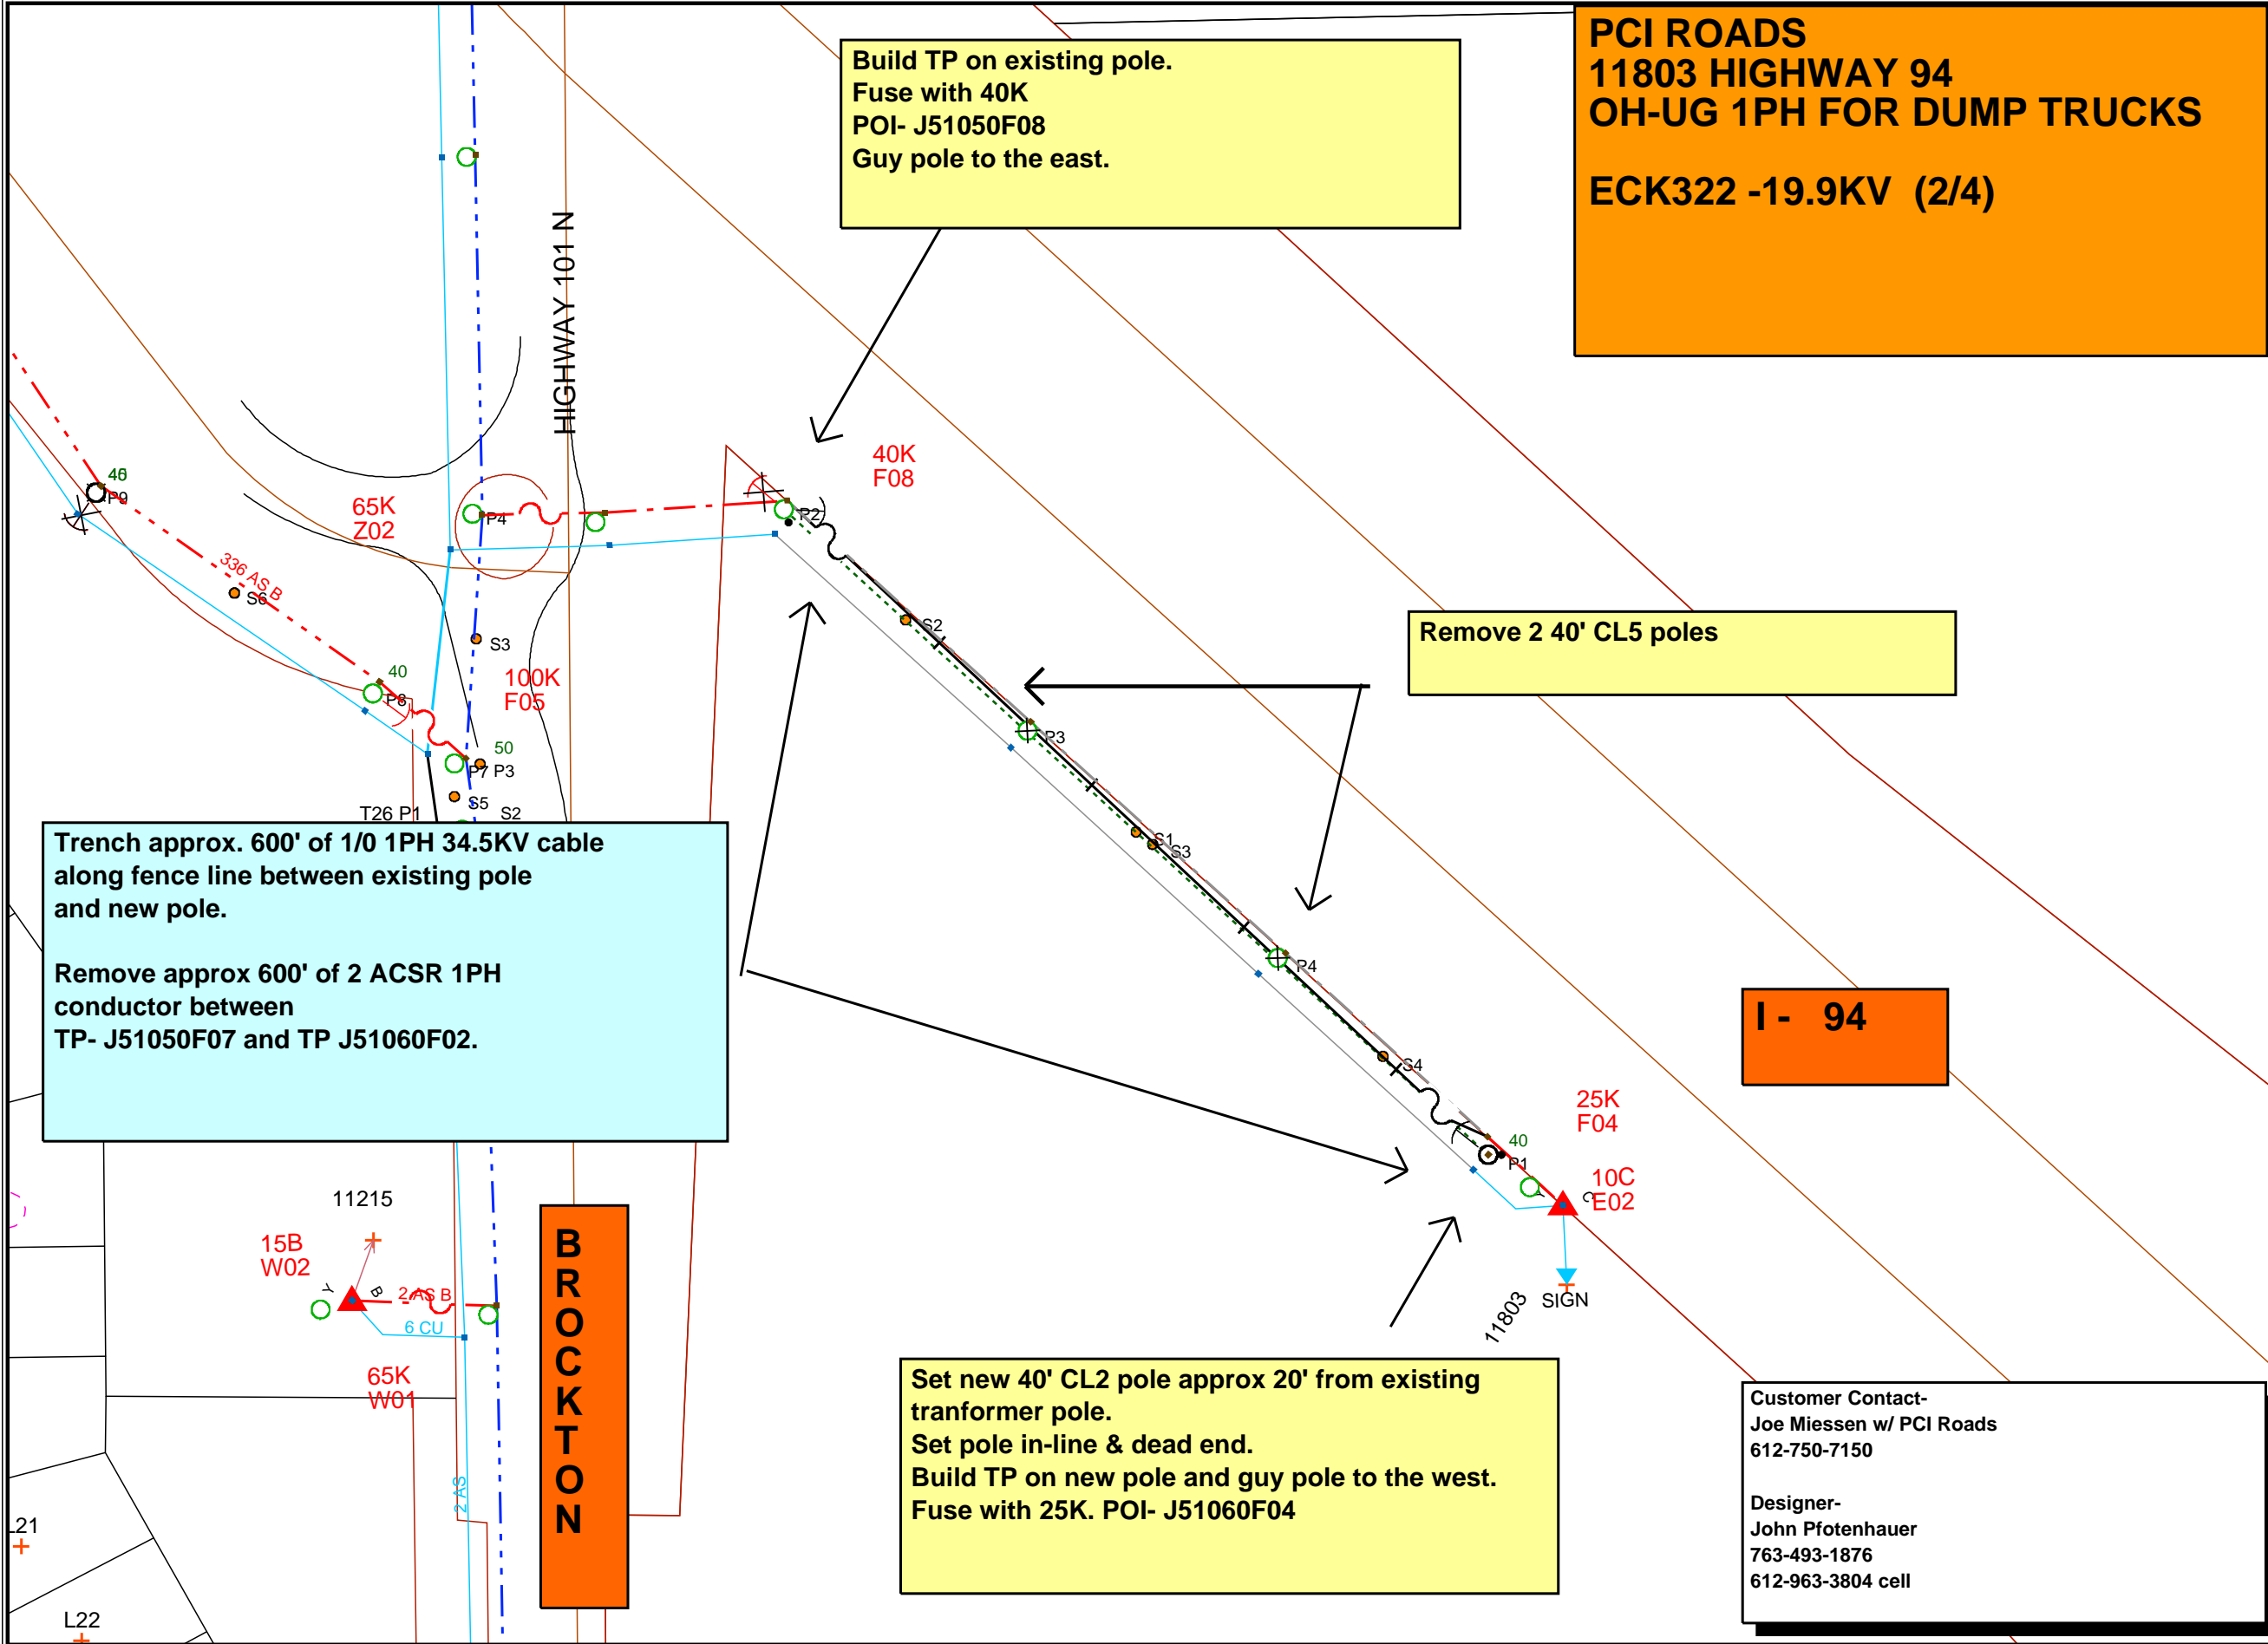 PCI ROADS
11803 HIGHWAY 94
OH-UG 1PH FOR DUMP TRUCKS
ECK322 -19.9KV (2/4)
Build TP on existing pole.
Fuse with 40K
POI- J51050F08
Guy pole to the east.
HIGHWAY 101 N
40K
F08
65K
Z02
P4
P2
P9
336 AS B
S6
S3
100K
F05
40
P8
50
P7 P3
S5
S2
T26 P1
S2
Remove 2 40' CL5 poles
P3
S1
S3
P4
S4
Trench approx. 600' of 1/0 1PH 34.5KV cable
along fence line between existing pole
and new pole.
Remove approx 600' of 2 ACSR 1PH
conductor between
TP- J51050F07 and TP J51060F02.
I - 94
25K
F04
40
P1
10C
E02
Y
C
11803
SIGN
11215
15B
W02
Y
B
2 AS B
6 CU
65K
W01
2 AS
BROCKTON
Set new 40' CL2 pole approx 20' from existing
tranformer pole.
Set pole in-line & dead end.
Build TP on new pole and guy pole to the west.
Fuse with 25K. POI- J51060F04
Customer Contact-
Joe Miessen w/ PCI Roads
612-750-7150
Designer-
John Pfotenhauer
763-493-1876
612-963-3804 cell
L21
L22